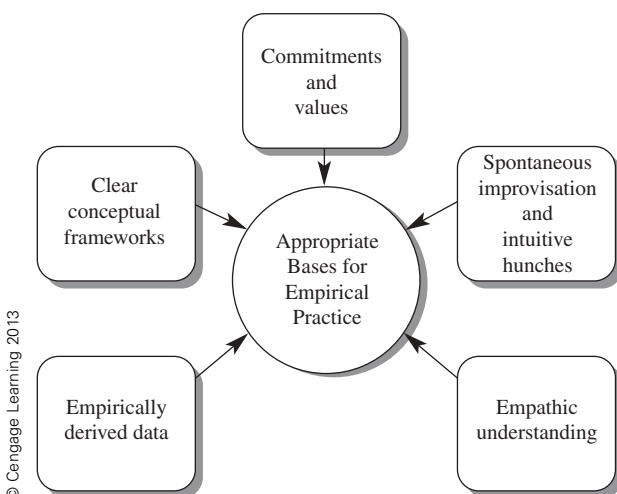 Commitments
and
values
Clear
conceptual
frameworks
Spontaneous
improvisation
and
intuitive
hunches
Appropriate
Bases for
Empirical
Practice
Empirically
derived data
Empathic
understanding
© Cengage Learning 2013